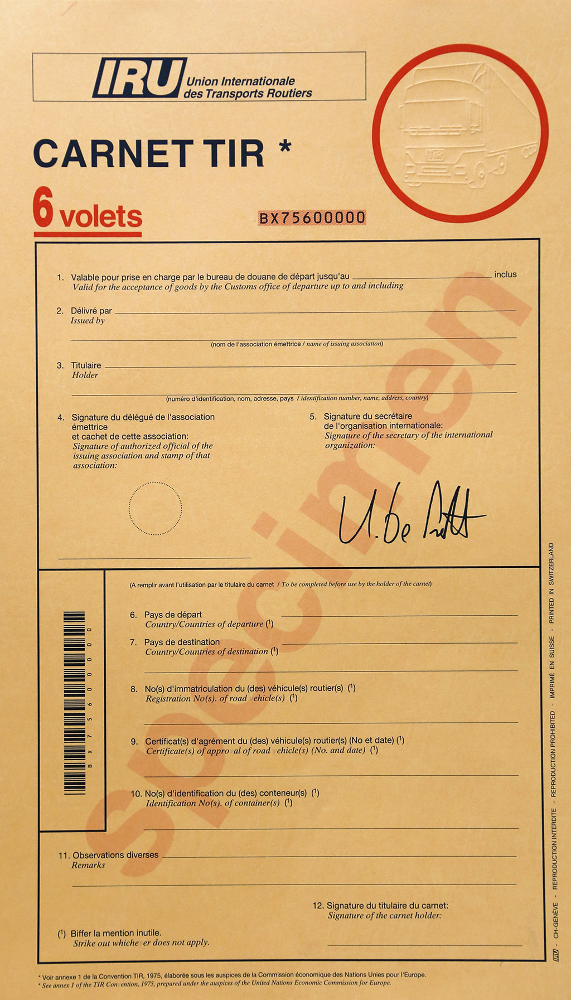 IRU Union Internationale
des Transports Routiers
CARNET TIR *
TIR
6 volets
BX75600000
1. Valable pour prise en charge par le bureau de douane de départ jusqu'au inclus
Valid for the acceptance of goods by the Customs office of departure up to and including
2. Délivré par
Issued by
(nom de l'association émettrice / name of issuing association)
3. Titulaire
Holder
(numéro d'identification, nom, adresse, pays / identification number, name, address, country)
4. Signature du délégué de l'association
émettrice
et cachet de cette association:
Signature of authorized official of the
issuing association and stamp of that
association:
5. Signature du secrétaire
de l'organisation internationale:
Signature of the secretary of the international
organization:
(A remplir avant l'utilisation par le titulaire du carnet / To be completed before use by the holder of the carnet)
BX75600000
6. Pays de départ
Country/Countries of departure (1)
7. Pays de destination
Country/Countries of destination (1)
8. No(s) d'immatriculation du (des) véhicule(s) routier(s) (1)
Registration No(s). of road ehicle(s) (1)
9. Certificat(s) d'agrément du (des) véhicule(s) routier(s) (No et date) (1)
Certificate(s) of appro al of road ehicle(s) (No. and date) (1)
10. No(s) d'identification du (des) conteneur(s) (1)
Identification No(s). of container(s) (1)
11. Observations diverses
Remarks
12. Signature du titulaire du carnet:
Signature of the carnet holder:
(1) Biffer la mention inutile.
Strike out whiche er does not apply.
* Voir annexe 1 de la Convention TIR, 1975, élaborée sous les auspices de la Commission économique des Nations Unies pour l'Europe.
* See annex 1 of the TIR Con ention, 1975, prepared under the auspices of the United Nations Economic Commission for Europe.
IRU - CH-GENÈVE - REPRODUCTION INTERDITE - REPRODUCTION PROHIBITED - IMPRIMÉ EN SUISSE - PRINTED IN SWITZERLAND
specimen